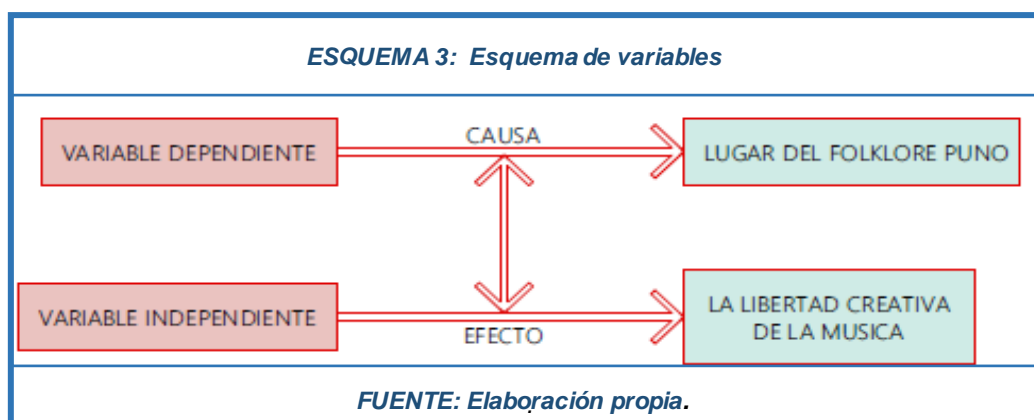 ESQUEMA 3: Esquema de variables
CAUSA
VARIABLE DEPENDIENTE
LUGAR DEL FOLKLORE PUNO
VARIABLE INDEPENDIENTE
EFECTO
LA LIBERTAD CREATIVA
DE LA MUSICA
FUENTE: Elaboración propia.